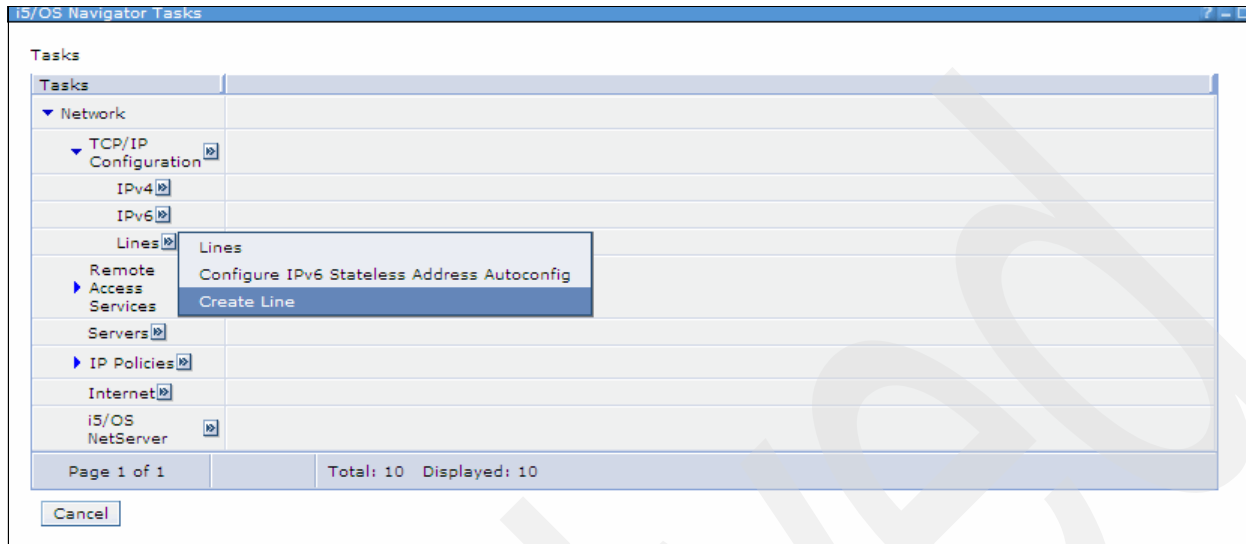 i5/OS Navigator Tasks
Tasks
Tasks
Network
TCP/IP
Configuration
IPv4
IPv6
Lines
Lines
Configure IPv6 Stateless Address Autoconfig
Create Line
Remote
Access
Services
Servers
IP Policies
Internet
i5/OS
NetServer
Page 1 of 1
Total: 10 Displayed: 10
Cancel